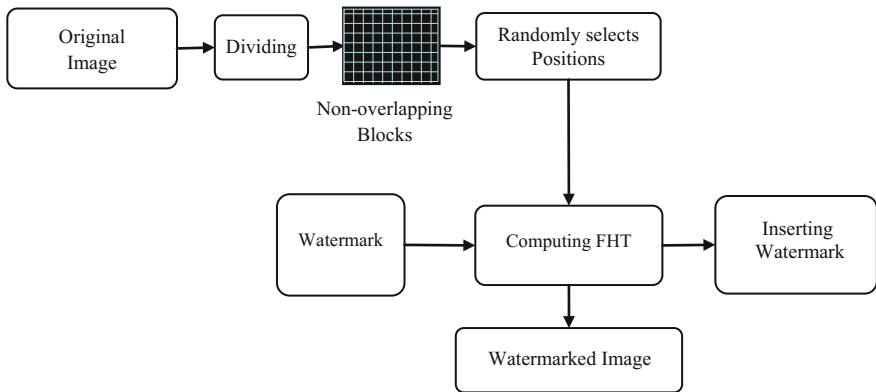 Original
Image
Dividing
Non-overlapping
Blocks
Randomly selects
Positions
Watermark
Computing FHT
Inserting
Watermark
Watermarked Image